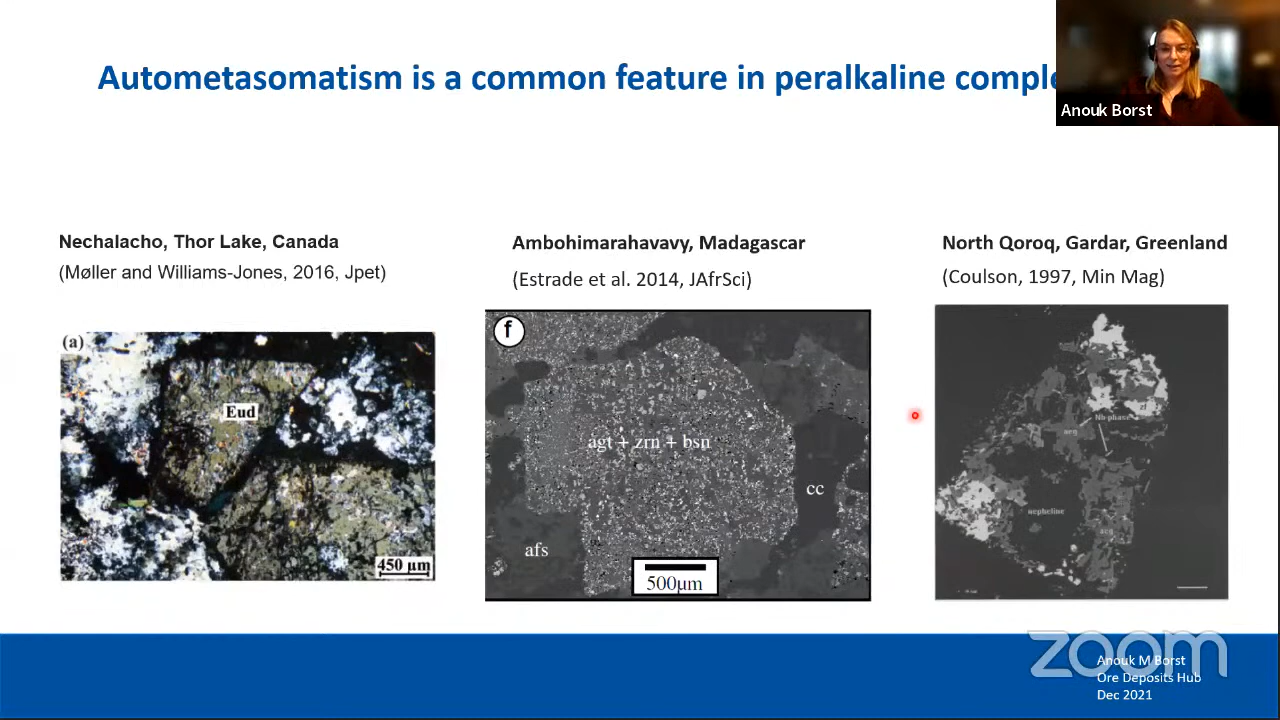 Autometasomatism is a common feature in peralkaline comple
Anouk Borst
Nechalacho, Thor Lake, Canada
(Møller and Williams-Jones, 2016, Jpet)
Ambohimarahavavy, Madagascar
(Estrade et al. 2014, JAfrSci)
North Qoroq, Gardar, Greenland
(Coulson, 1997, Min Mag)
(a)
Eud
450 µm
f
agt + zrn + bsn
cc
afs
500µm
Nb-phase
aeg
nepheline
aeg
zoom
Anouk M Borst
Ore Deposits Hub
Dec 2021